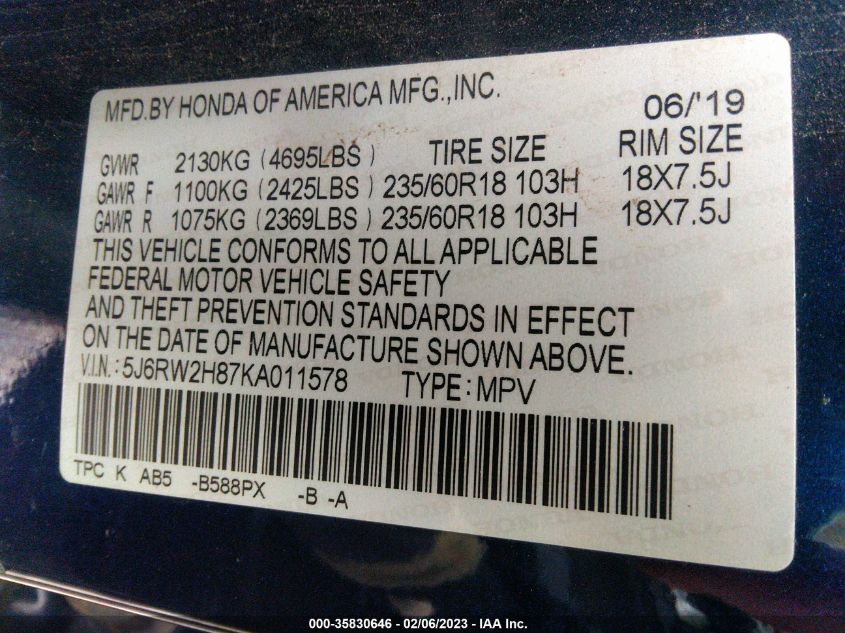 MFD.BY HONDA OF AMERICA MFG.,INC. 06/'19
GVWR 2130KG (4695LBS) TIRE SIZE RIM SIZE
GAWR F 1100KG (2425LBS) 235/60R18 103H 18X7.5J
GAWR R 1075KG (2369LBS) 235/60R18 103H 18X7.5J
THIS VEHICLE CONFORMS TO ALL APPLICABLE
FEDERAL MOTOR VEHICLE SAFETY
AND THEFT PREVENTION STANDARDS IN EFFECT
ON THE DATE OF MANUFACTURE SHOWN ABOVE.
V.I.N.: 5J6RW2H87KA011578 TYPE: MPV
TPC K AB5 -B588PX -B -A
000-35830646 — 02/06/2023 — IAA Inc.